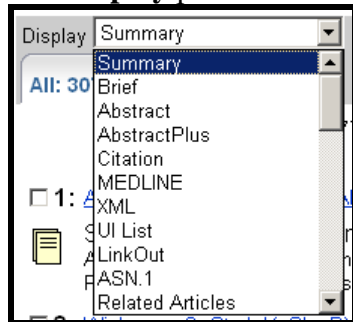 Display Summary
Summary
All: 30
Brief
Abstract
AbstractPlus
Citation
MEDLINE
1:
XML
UI List
LinkOut
ASN.1
Related Articles